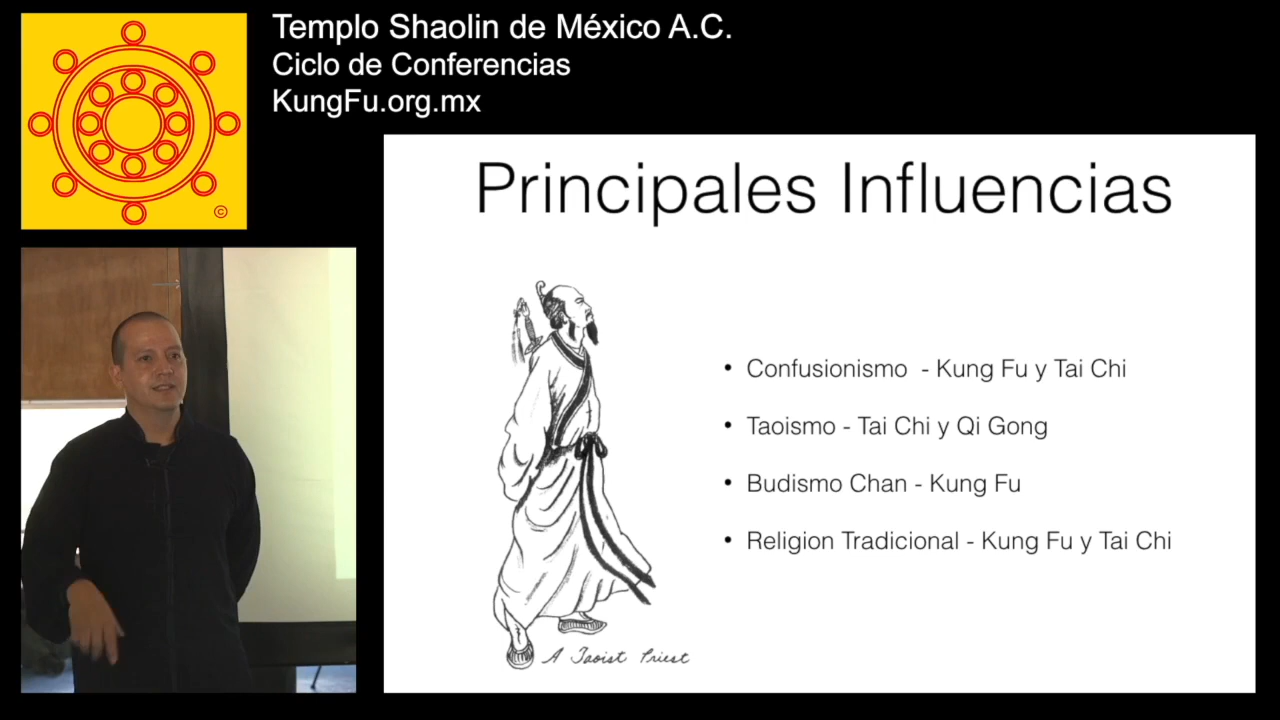 Templo Shaolin de México A.C.
Ciclo de Conferencias
KungFu.org.mx
©
Principales Influencias
• Confusionismo - Kung Fu y Tai Chi
• Taoismo - Tai Chi y Qi Gong
• Budismo Chan - Kung Fu
• Religion Tradicional - Kung Fu y Tai Chi
A Taoist Priest